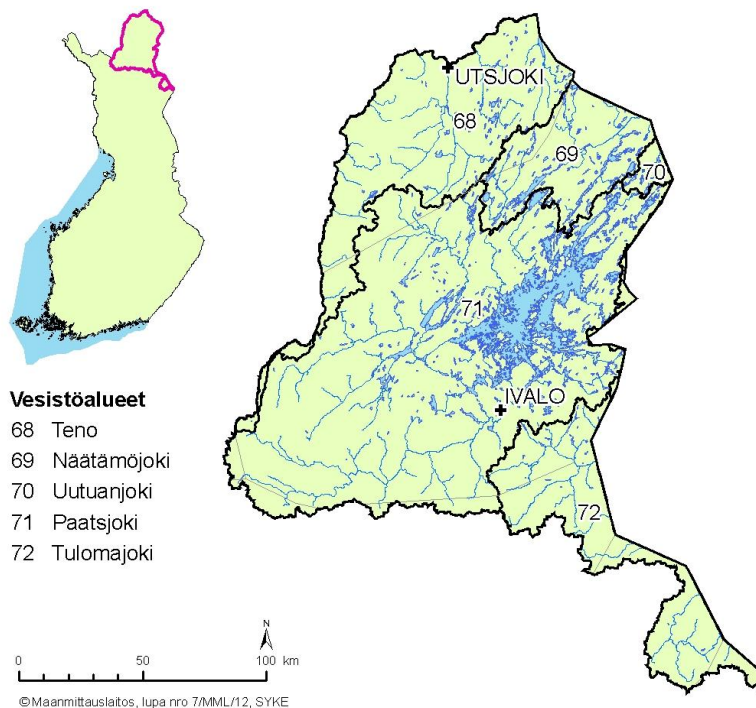 UTSJOKI
68
69
70
71
IVALO
72
Vesistöalueet
68 Teno
69 Näätämöjoki
70 Uutuanjoki
71 Paatsjoki
72 Tulomajoki
N
0 50 100 km
©Maanmittauslaitos, lupa nro 7/MML/12, SYKE